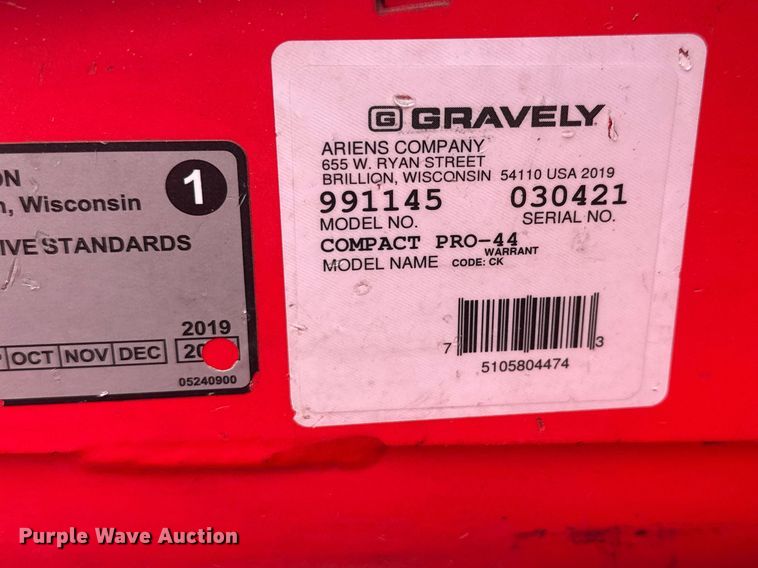 ON
n, Wisconsin
1
IVE STANDARDS
2019
OCT NOV DEC 20
05240900
G GRAVELY
ARIENS COMPANY
655 W. RYAN STREET
BRILLION, WISCONSIN 54110 USA 2019
991145 030421
MODEL NO. SERIAL NO.
COMPACT PRO-44
MODEL NAME WARRANT CODE: CK
7 3
5105804474
Purple Wave Auction